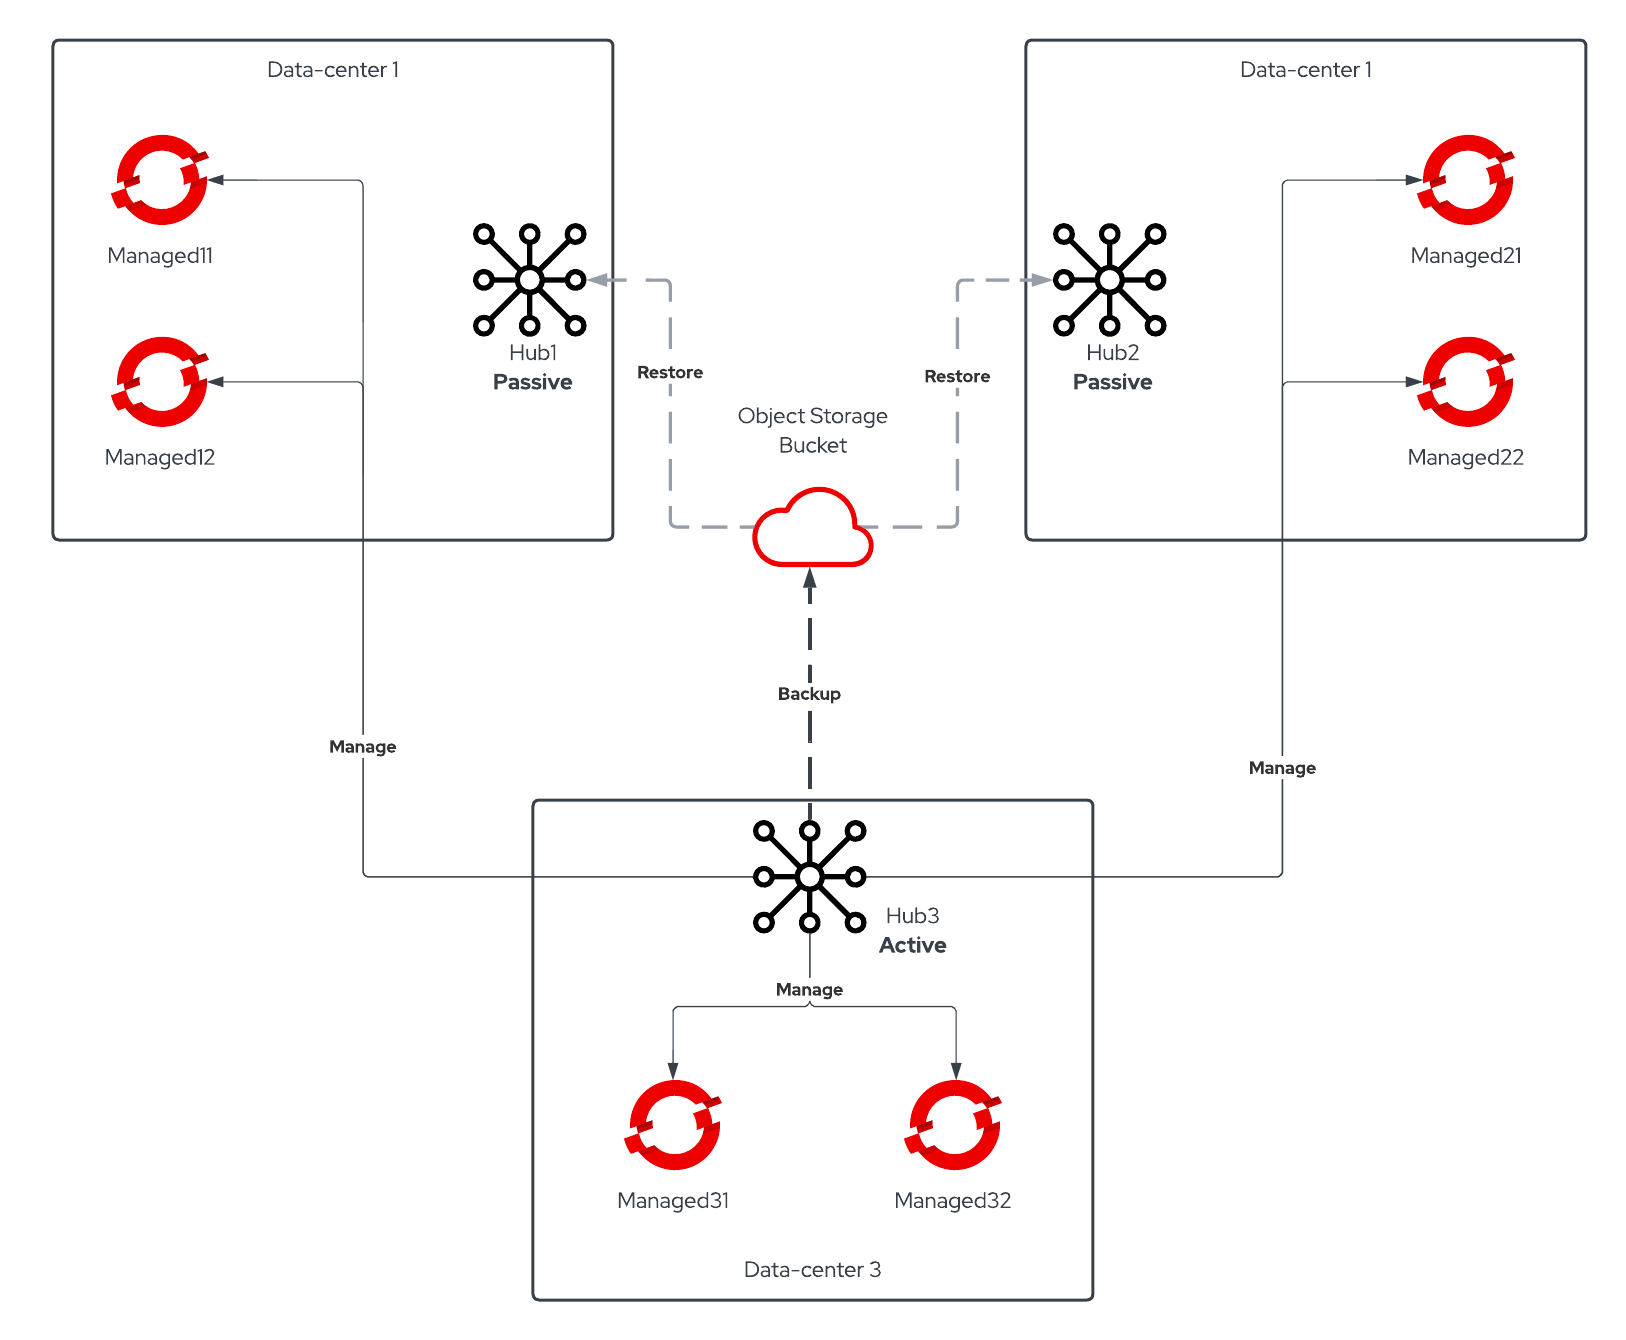 Data-center 1
Data-center 1
Managed11
Managed21
Hub1
Passive
Hub2
Passive
Restore
Restore
Object Storage
Bucket
Managed12
Managed22
Backup
Manage
Manage
Hub3
Active
Manage
Managed31
Managed32
Data-center 3